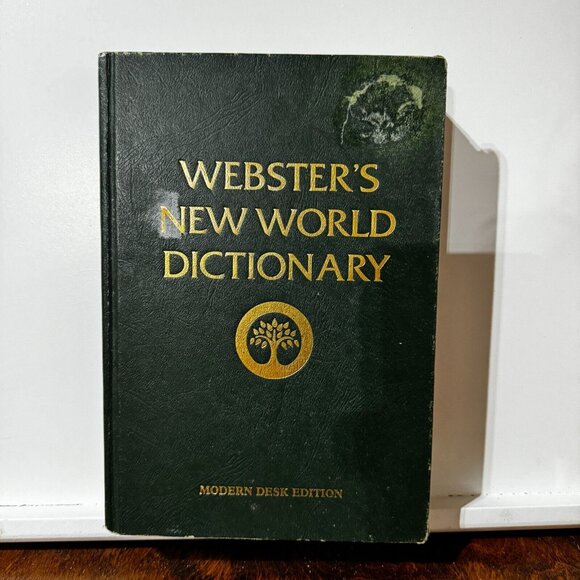 WEBSTER'S
NEW WORLD
DICTIONARY
MODERN DESK EDITION